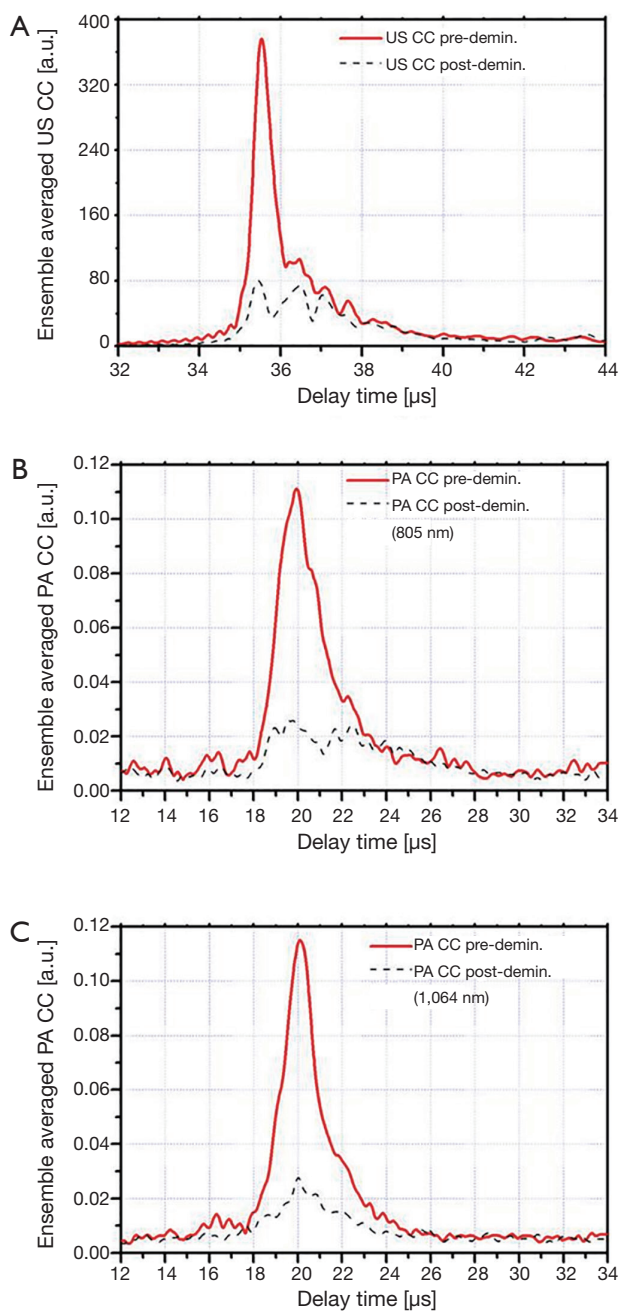 A
Ensemble averaged US CC [a.u.]
400
320
240
160
80
0
US CC pre-demin.
US CC post-demin.
32 34 36 38 40 42 44
Delay time [µs]
B
Ensemble averaged PA CC [a.u.]
0.12
0.10
0.08
0.06
0.04
0.02
0.00
PA CC pre-demin.
PA CC post-demin.
(805 nm)
12 14 16 18 20 22 24 26 28 30 32 34
Delay time [µs]
C
Ensemble averaged PA CC [a.u.]
0.12
0.10
0.08
0.06
0.04
0.02
0.00
PA CC pre-demin.
PA CC post-demin.
(1,064 nm)
12 14 16 18 20 22 24 26 28 30 32 34
Delay time [µs]